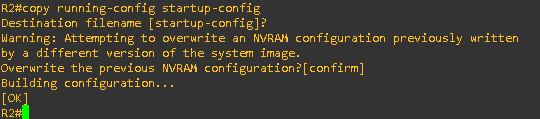 R2#copy running-config startup-config
Destination filename [startup-config]?
Warning: Attempting to overwrite an NVRAM configuration previously written
by a different version of the system image.
Overwrite the previous NVRAM configuration?[confirm]
Building configuration...
[OK]
R2#